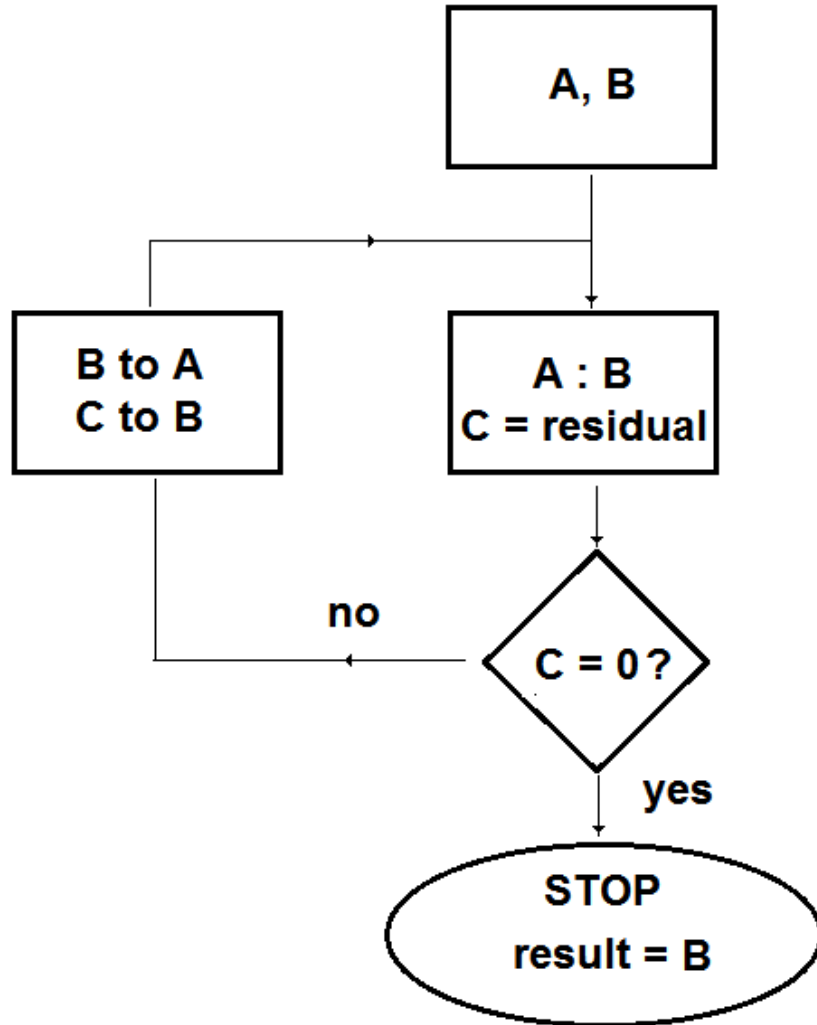 A, B
B to A
C to B
A : B
C = residual
no
C = 0 ?
yes
STOP
result = B